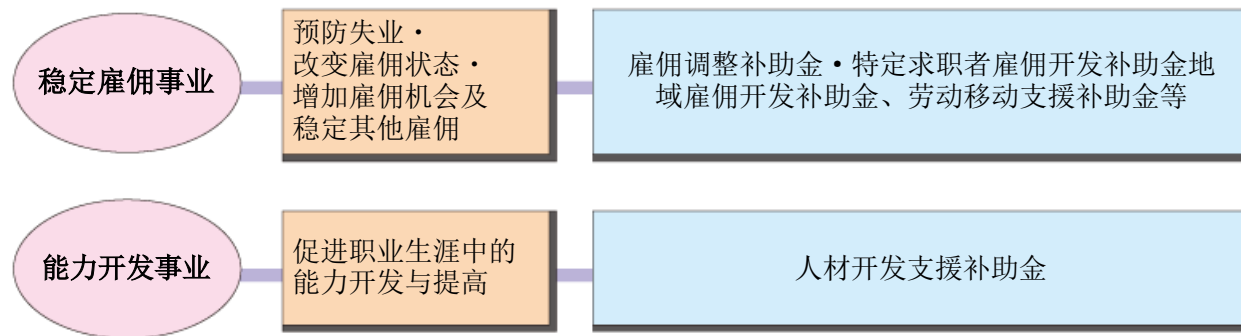 稳定雇佣事业
预防失业・
改变雇佣状态・
增加雇佣机会及
稳定其他雇佣
雇佣调整补助金・特定求职者雇佣开发补助金地
域雇佣开发补助金、劳动移动支援补助金等
能力开发事业
促进职业生涯中的
能力开发与提高
人材开发支援补助金